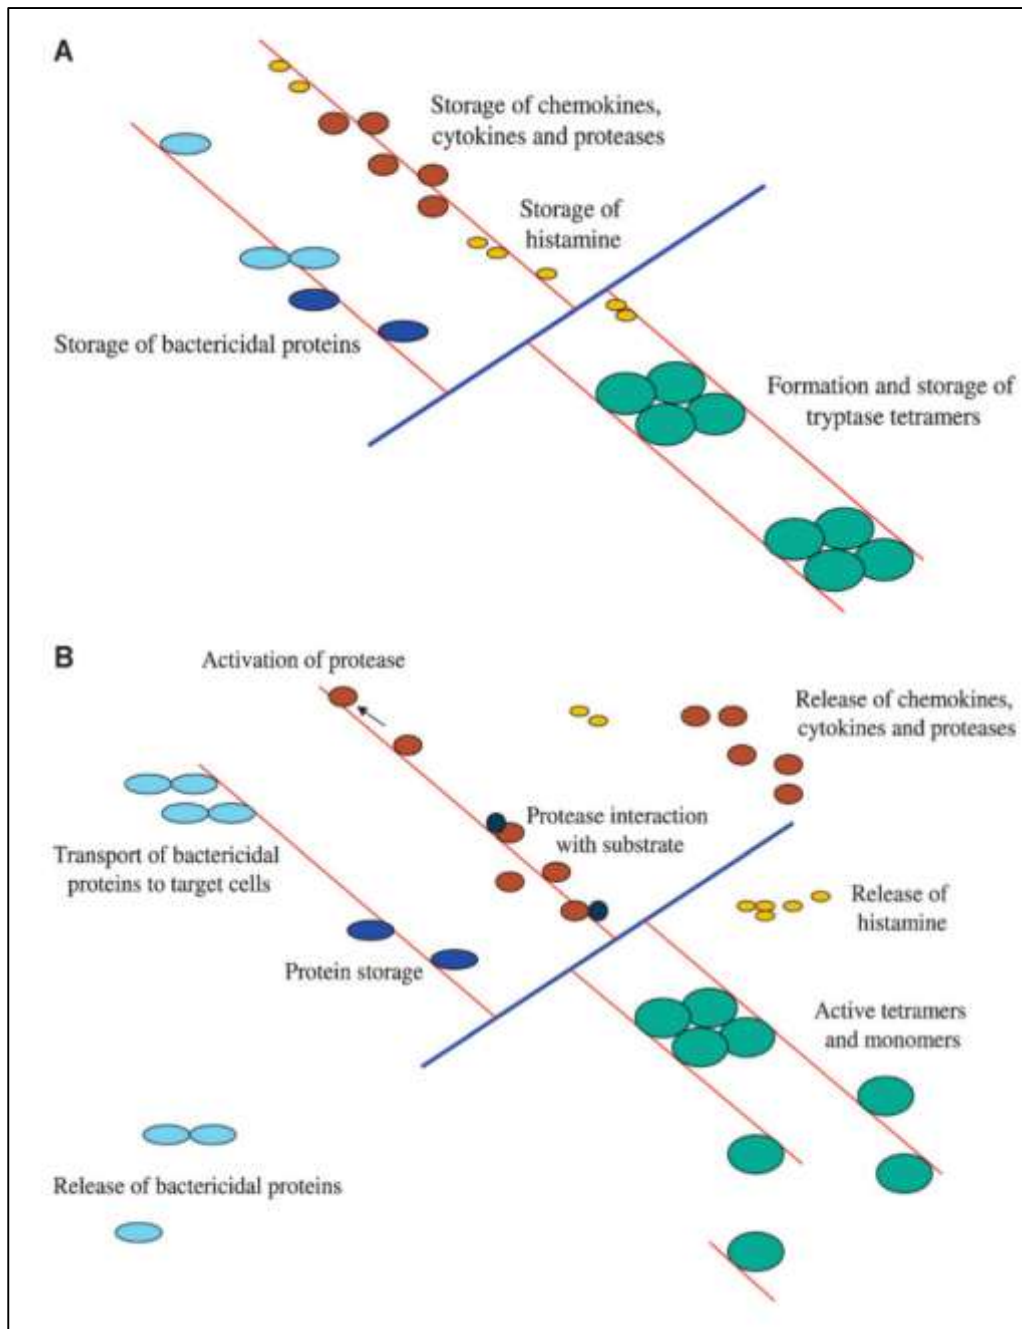 A
Storage of chemokines,
cytokines and proteases
Storage of
histamine
Storage of bactericidal proteins
Formation and storage of
tryptase tetramers
B
Activation of protease
Release of chemokines,
cytokines and proteases
Protease interaction
with substrate
Transport of bactericidal
proteins to target cells
Release of
histamine
Protein storage
Active tetramers
and monomers
Release of bactericidal proteins